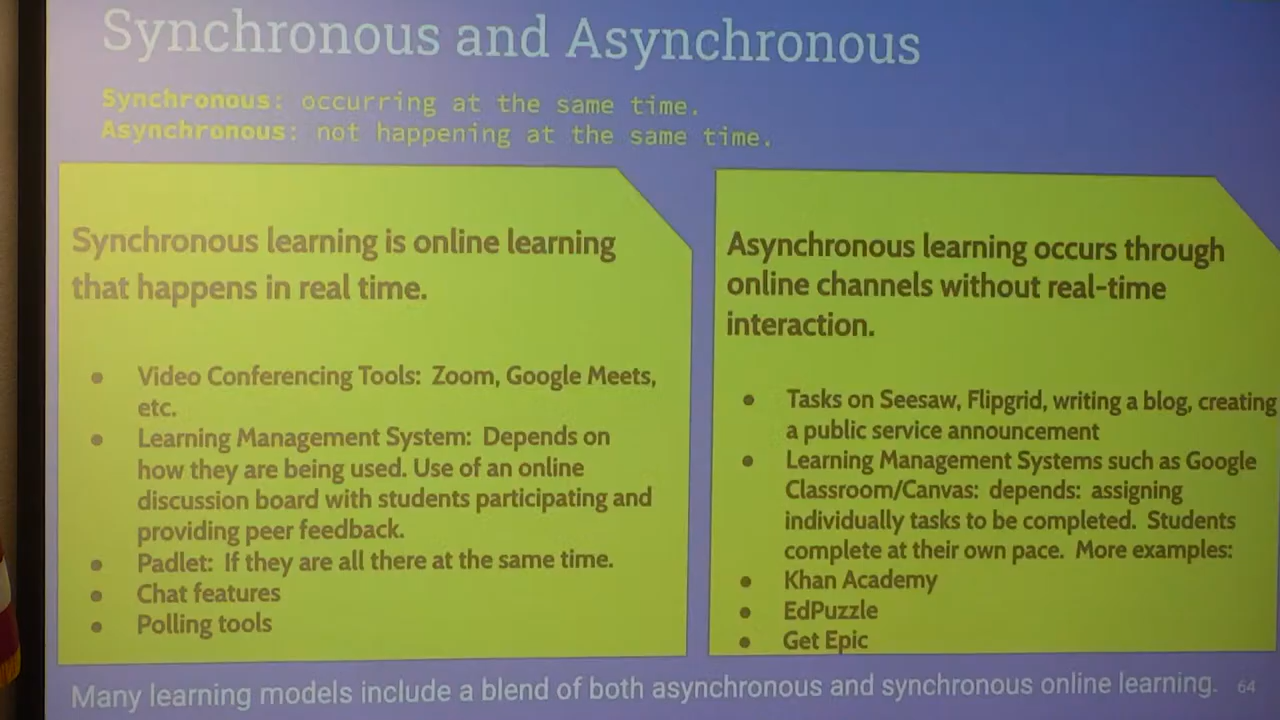 Synchronous and Asynchronous
Synchronous: occurring at the same time.
Asynchronous: not happening at the same time.
Synchronous learning is online learning
that happens in real time.
• Video Conferencing Tools: Zoom, Google Meets,
etc.
• Learning Management System: Depends on
how they are being used. Use of an online
discussion board with students participating and
providing peer feedback.
• Padlet: If they are all there at the same time.
• Chat features
• Polling tools
Asynchronous learning occurs through
online channels without real-time
interaction.
• Tasks on Seesaw, Flipgrid, writing a blog, creating
a public service announcement
• Learning Management Systems such as Google
Classroom/Canvas: depends: assigning
individually tasks to be completed. Students
complete at their own pace. More examples:
• Khan Academy
• EdPuzzle
• Get Epic
Many learning models include a blend of both asynchronous and synchronous online learning.
64